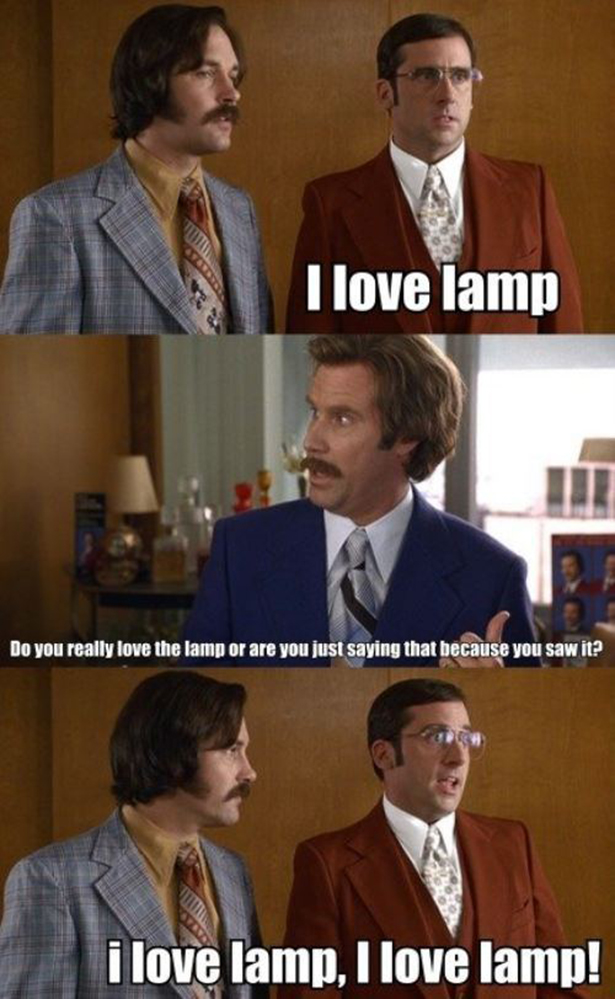 I love lamp
Do you really love the lamp or are you just saying that because you saw it?
i love lamp, I love lamp!